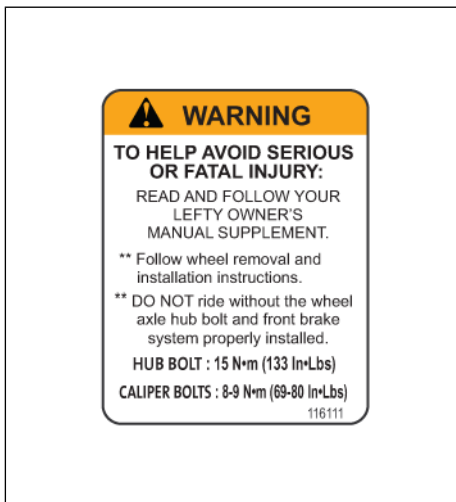 WARNING
TO HELP AVOID SERIOUS
OR FATAL INJURY:
READ AND FOLLOW YOUR
LEFTY OWNER'S
MANUAL SUPPLEMENT.
** Follow wheel removal and
installation instructions.
** DO NOT ride without the wheel
axle hub bolt and front brake
system properly installed.
HUB BOLT : 15 N•m (133 In•Lbs)
CALIPER BOLTS : 8-9 N•m (69-80 In•Lbs)
116111